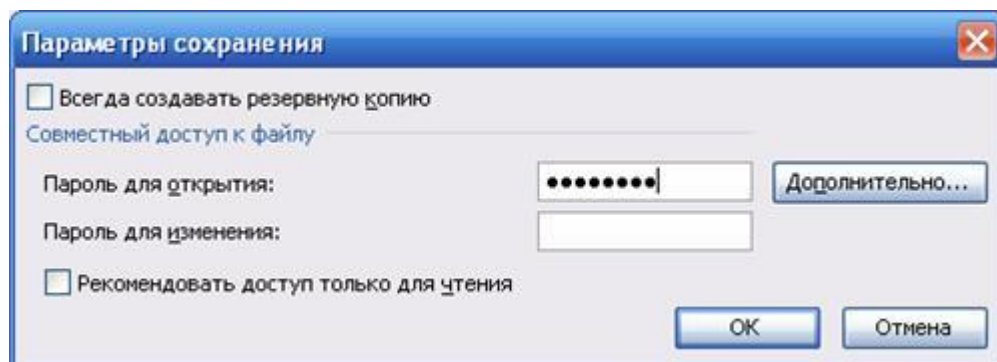 Параметры сохранения
Всегда создавать резервную копию
Совместный доступ к файлу
Пароль для открытия: ●●●●●●●● Дополнительно...
Пароль для изменения:
Рекомендовать доступ только для чтения
ОК Отмена